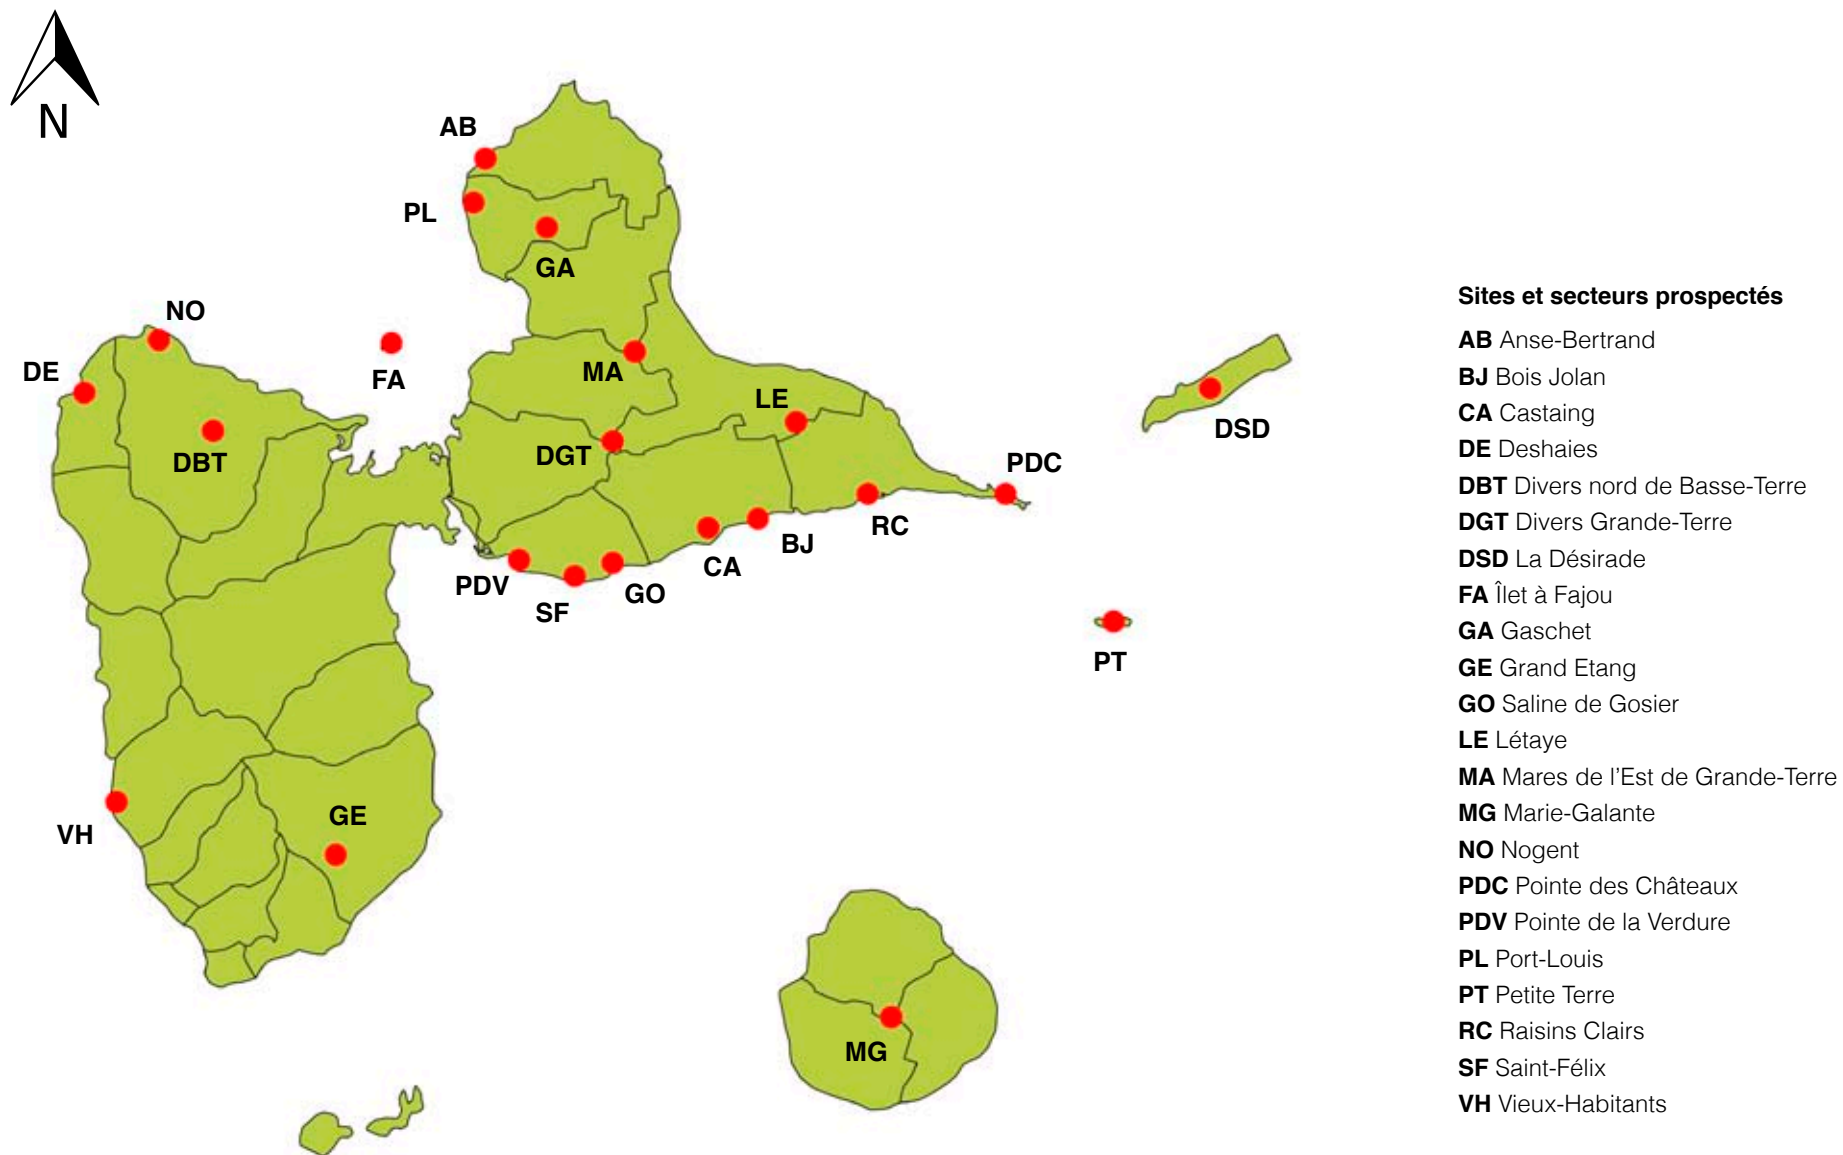 N
AB
PL
GA
NO
DE
FA
MA
LE
DBT
DGT
DSD
PDC
RC
BJ
CA
PDV
GO
SF
PT
GE
VH
MG
Sites et secteurs prospectés
AB Anse-Bertrand
BJ Bois Jolan
CA Castaing
DE Deshaies
DBT Divers nord de Basse-Terre
DGT Divers Grande-Terre
DSD La Désirade
FA Îlet à Fajou
GA Gaschet
GE Grand Etang
GO Saline de Gosier
LE Létaye
MA Mares de l'Est de Grande-Terre
MG Marie-Galante
NO Nogent
PDC Pointe des Châteaux
PDV Pointe de la Verdure
PL Port-Louis
PT Petite Terre
RC Raisins Clairs
SF Saint-Félix
VH Vieux-Habitants